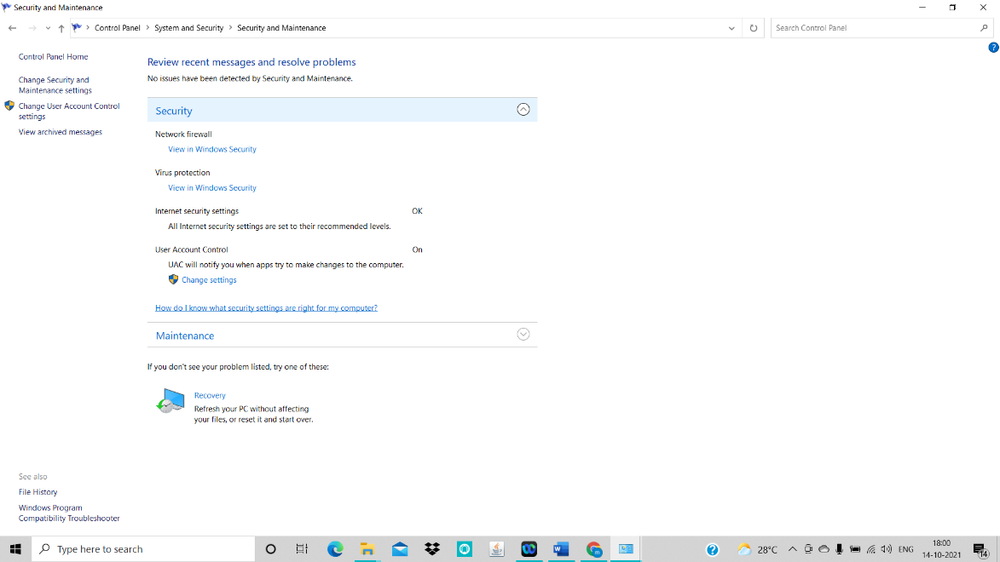 Security and Maintenance
Control Panel > System and Security > Security and Maintenance
Search Control Panel
?
Control Panel Home
Change Security and
Maintenance settings
Change User Account Control
settings
View archived messages
Review recent messages and resolve problems
No issues have been detected by Security and Maintenance.
Security
Network firewall
View in Windows Security
Virus protection
View in Windows Security
Internet security settings OK
All Internet security settings are set to their recommended levels.
User Account Control On
UAC will notify you when apps try to make changes to the computer.
Change settings
How do I know what security settings are right for my computer?
Maintenance
If you don't see your problem listed, try one of these:
Recovery
Refresh your PC without affecting
your files, or reset it and start over.
See also
File History
Windows Program
Compatibility Troubleshooter
Type here to search
W
m
?
28°C
ENG
18:00
14-10-2021
14